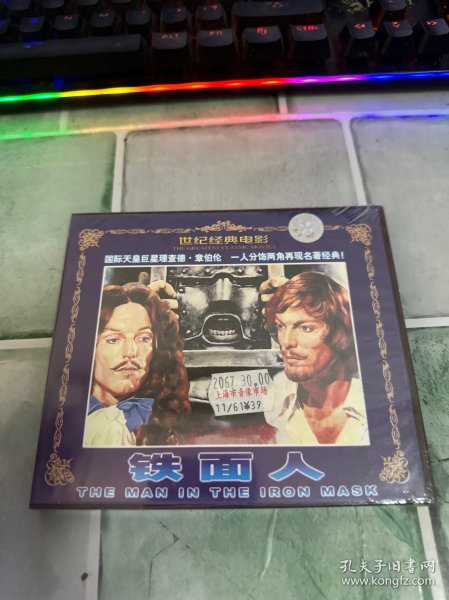 世纪经典电影
THE GREATEST CLASSIC MOVIES
国际天皇巨星理查德·章伯伦 一人分饰两角再现名著经典!
2067 30.00
上海市音像市场
11/61*39
铁面人
THE MAN IN THE IRON MASK
孔夫子旧书网
www.kongfz.com